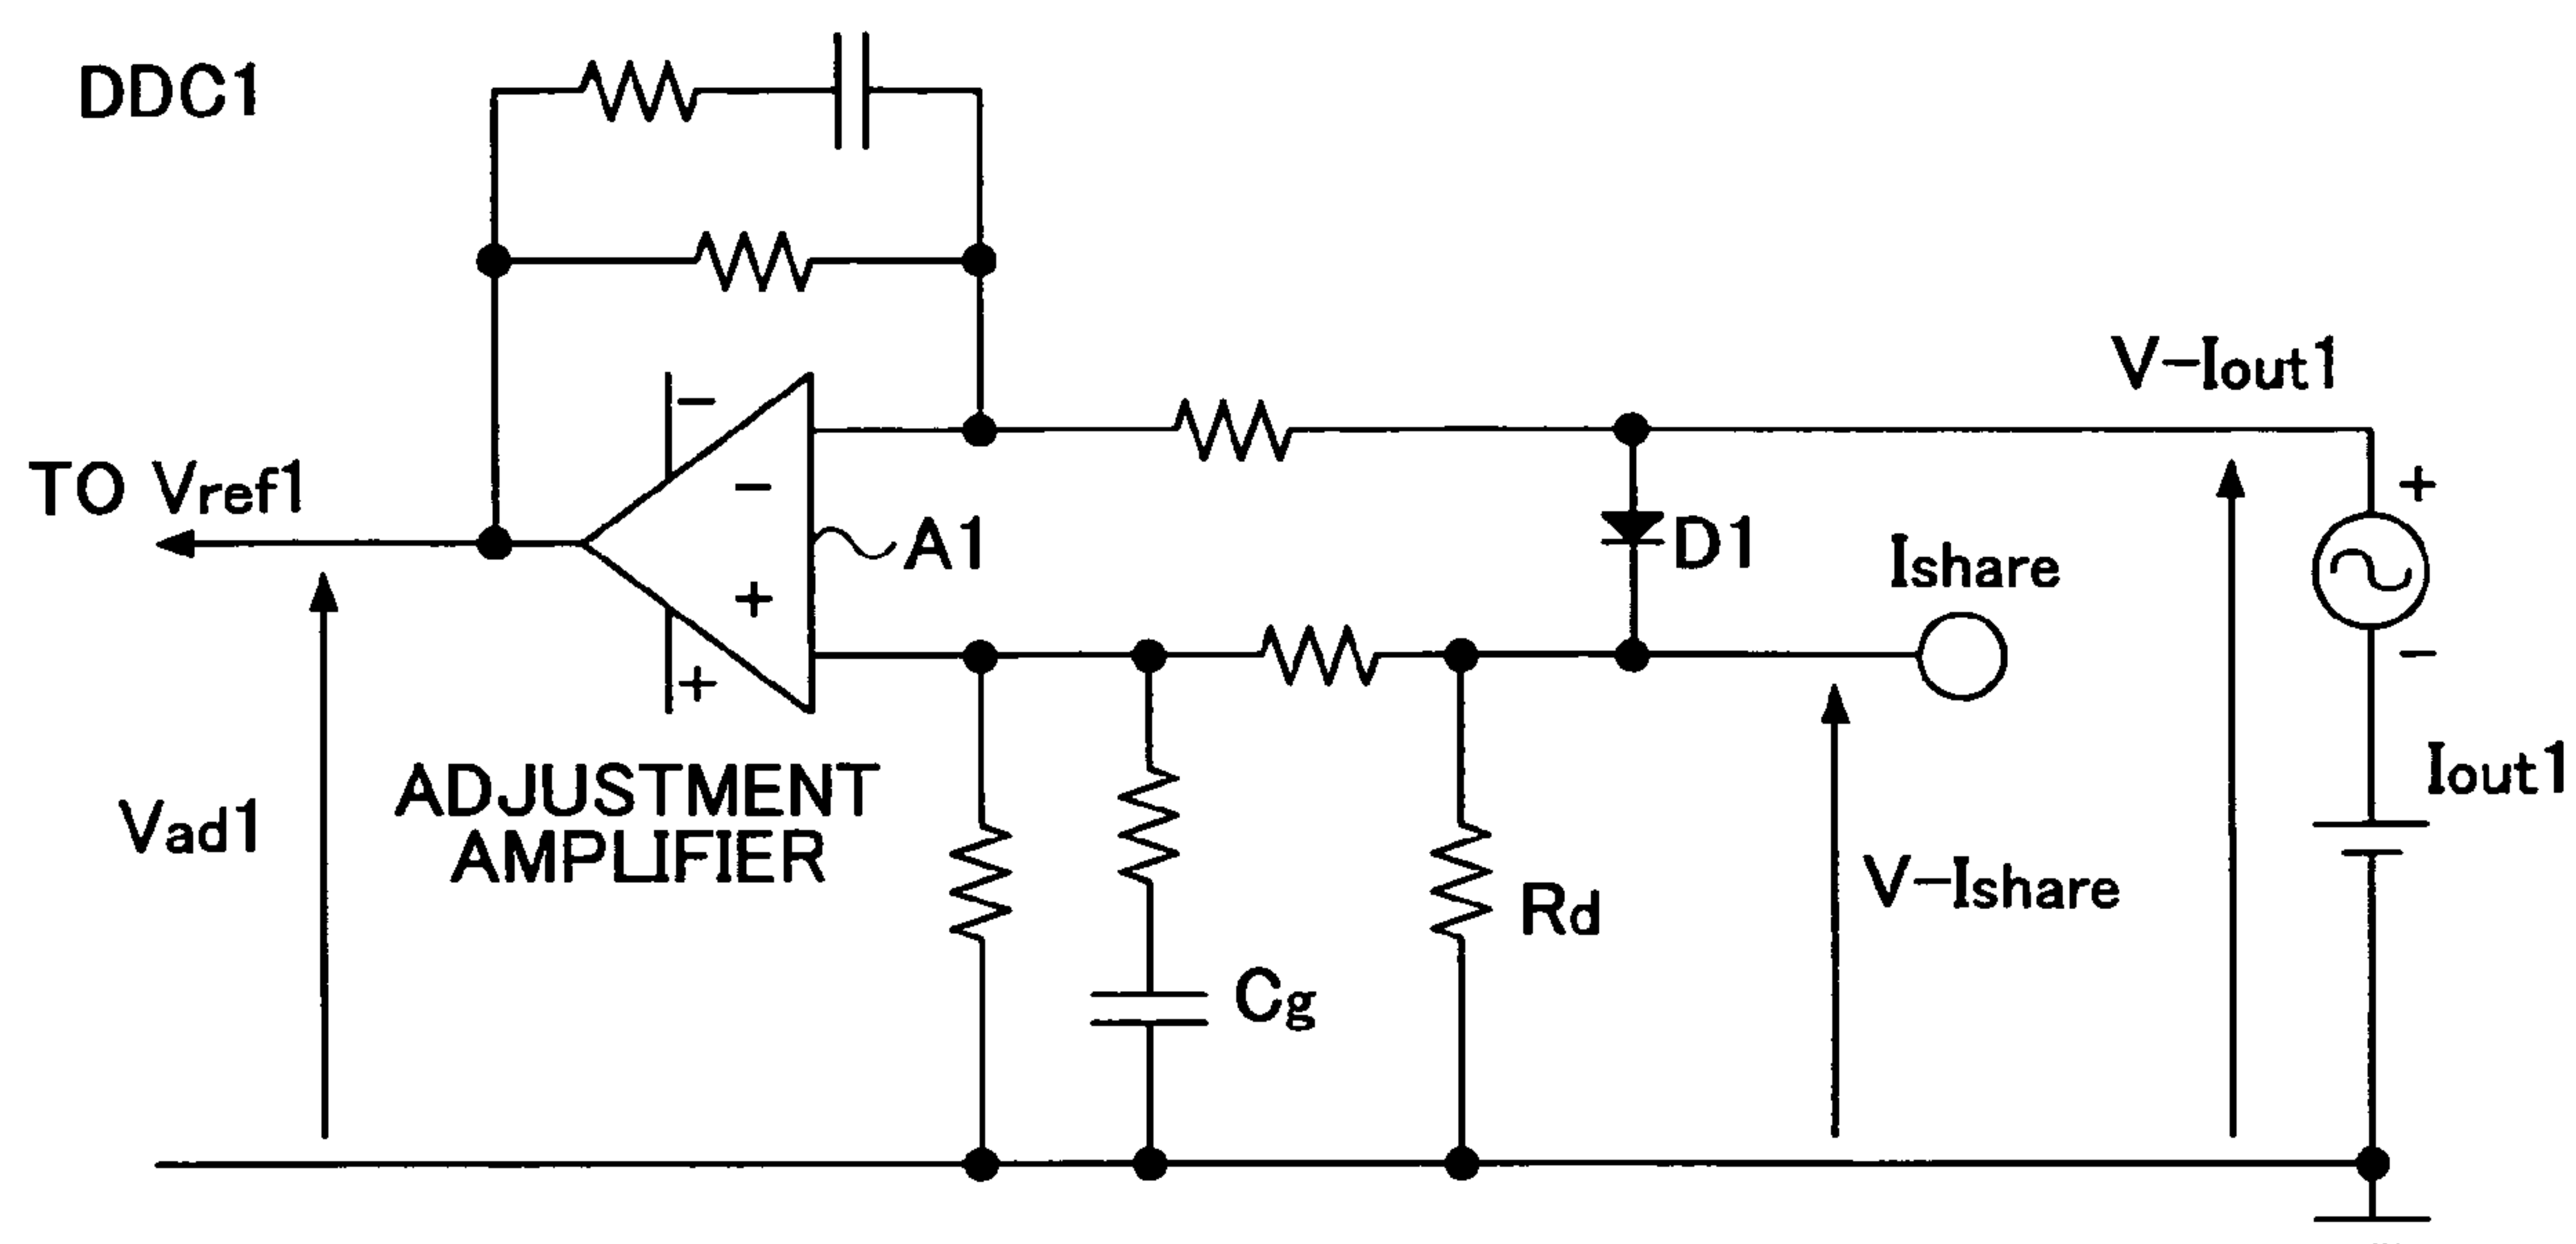 DDC1
V-Iout1
TO Vref1
-
-
A1
D1
Ishare
+
+
+
-
ADJUSTMENT
AMPLIFIER
Vad1
Iout1
V-Ishare
Rd
Cg